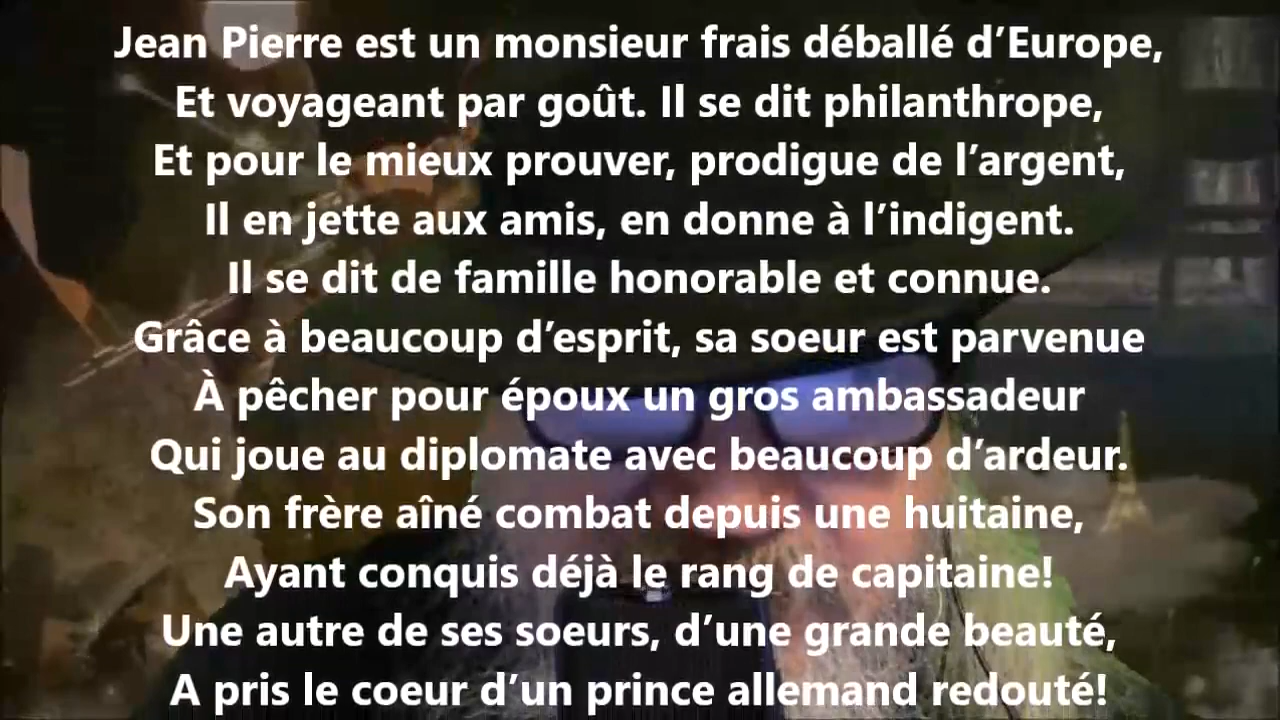 Jean Pierre est un monsieur frais déballé d’Europe,
Et voyageant par goût. Il se dit philanthrope,
Et pour le mieux prouver, prodigue de l’argent,
Il en jette aux amis, en donne à l’indigent.
Il se dit de famille honorable et connue.
Grâce à beaucoup d’esprit, sa soeur est parvenue
À pêcher pour époux un gros ambassadeur
Qui joue au diplomate avec beaucoup d’ardeur.
Son frère aîné combat depuis une huitaine,
Ayant conquis déjà le rang de capitaine!
Une autre de ses soeurs, d’une grande beauté,
A pris le coeur d’un prince allemand redouté!